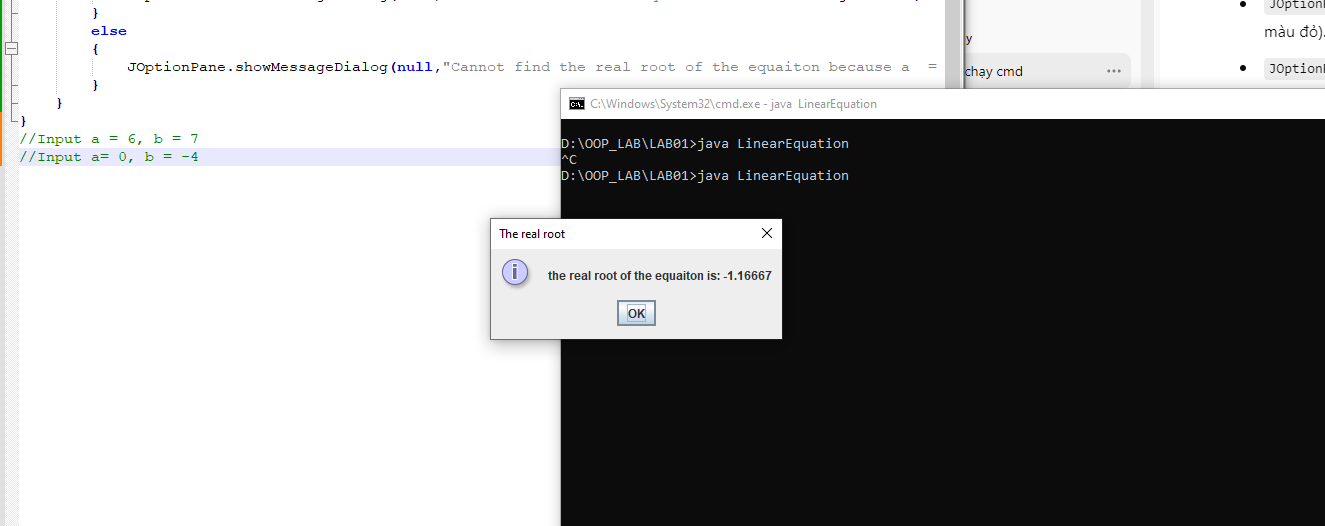 }
else
{
JOptionPane.showMessageDialog(null,"Cannot find the real root of the equaiton because a =
}
}
}
//Input a = 6, b = 7
//Input a= 0, b = -4
y
chạy cmd
...
màu đỏ).
C:\Windows\System32\cmd.exe - java LinearEquation
D:\OOP_LAB\LAB01>java LinearEquation
^C
D:\OOP_LAB\LAB01>java LinearEquation
The real root
the real root of the equaiton is: -1.16667
OK